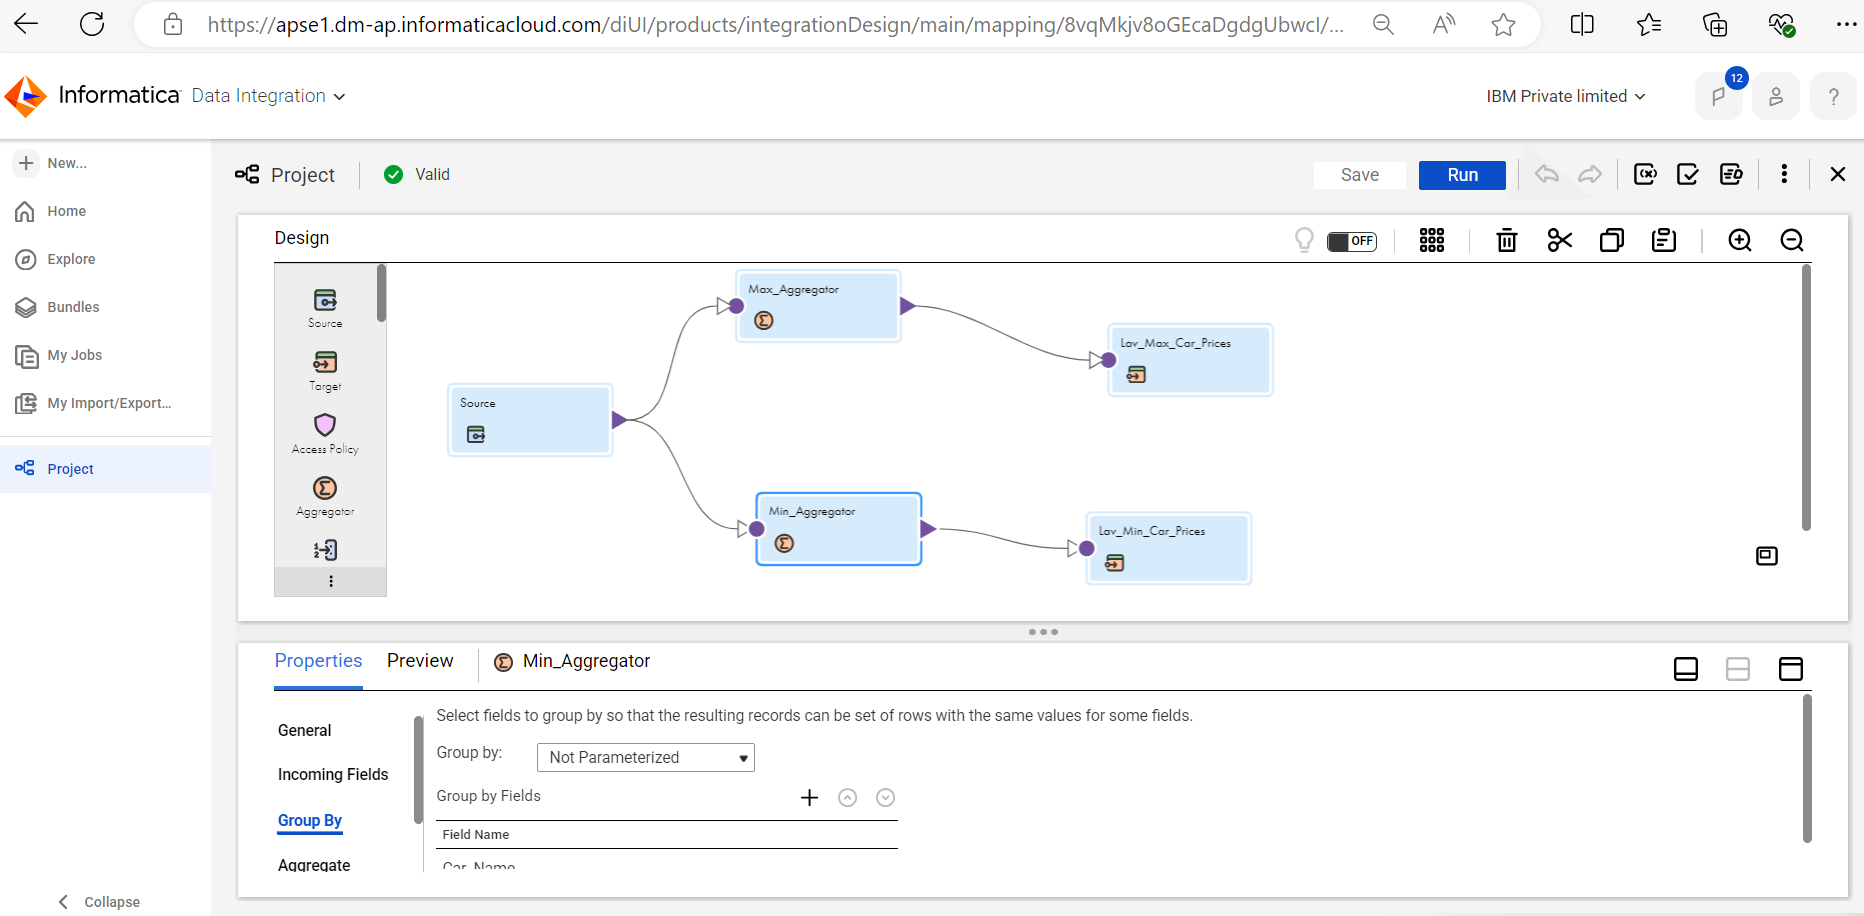 https://apse1.dm-ap.informaticacloud.com/diUI/products/integrationDesign/main/mapping/8vqMkjv8oGEcaDgdgUbwcI/...
Informatica Data Integration
IBM Private limited
12
?
New...
Home
Explore
Bundles
My Jobs
My Import/Export...
Project
Collapse
Project
Valid
Save
Run
Design
OFF
Source
Target
Access Policy
Aggregator
Max_Aggregator
Lav_Max_Car_Prices
Source
Min_Aggregator
Lav_Min_Car_Prices
Properties
Preview
Min_Aggregator
General
Incoming Fields
Group By
Aggregate
Select fields to group by so that the resulting records can be set of rows with the same values for some fields.
Group by:
Not Parameterized
Group by Fields
Field Name
Car_Name